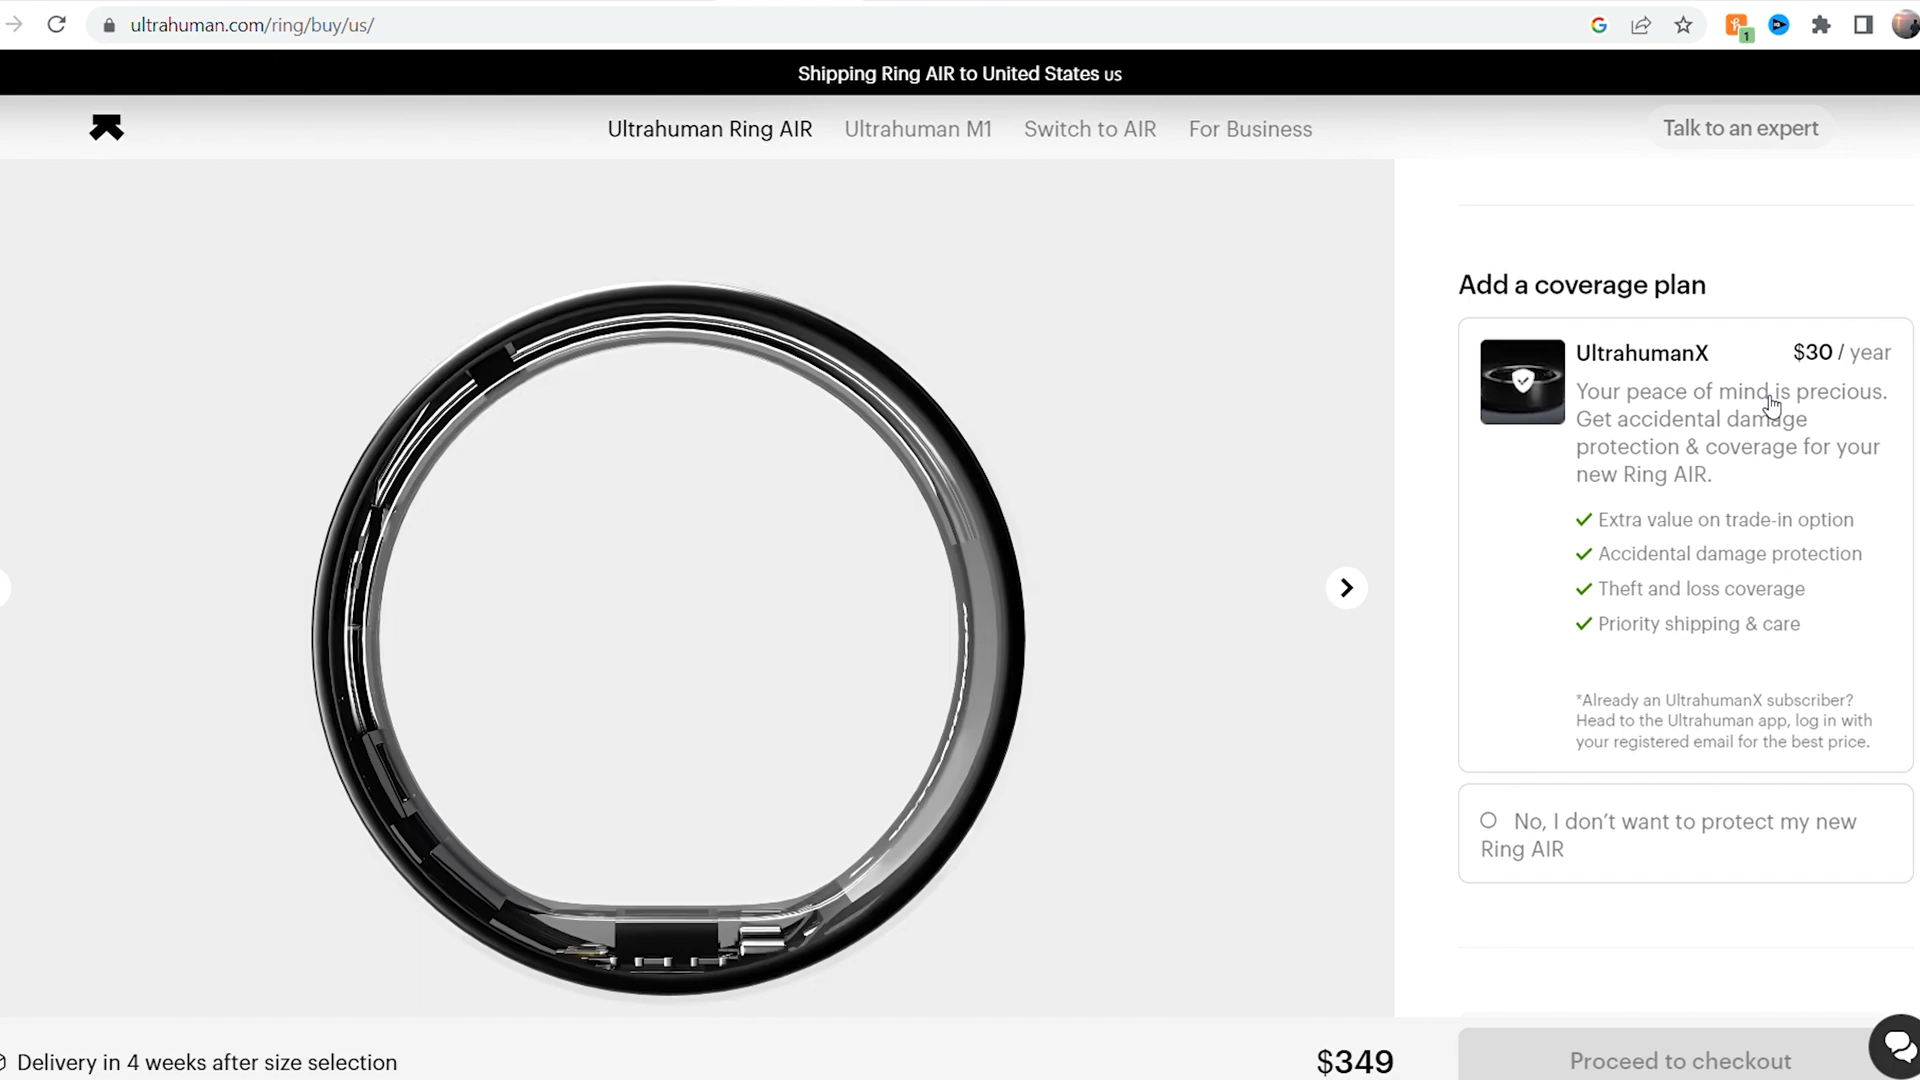 ultrahuman.com/ring/buy/us/
1
Shipping Ring AIR to United States US
Ultrahuman Ring AIR Ultrahuman M1 Switch to AIR For Business Talk to an expert
Add a coverage plan
UltrahumanX $30 / year
Your peace of mind is precious.
Get accidental damage
protection & coverage for your
new Ring AIR.
Extra value on trade-in option
Accidental damage protection
Theft and loss coverage
Priority shipping & care
*Already an UltrahumanX subscriber?
Head to the Ultrahuman app, log in with
your registered email for the best price.
No, I don’t want to protect my new
Ring AIR
Delivery in 4 weeks after size selection
$349
Proceed to checkout